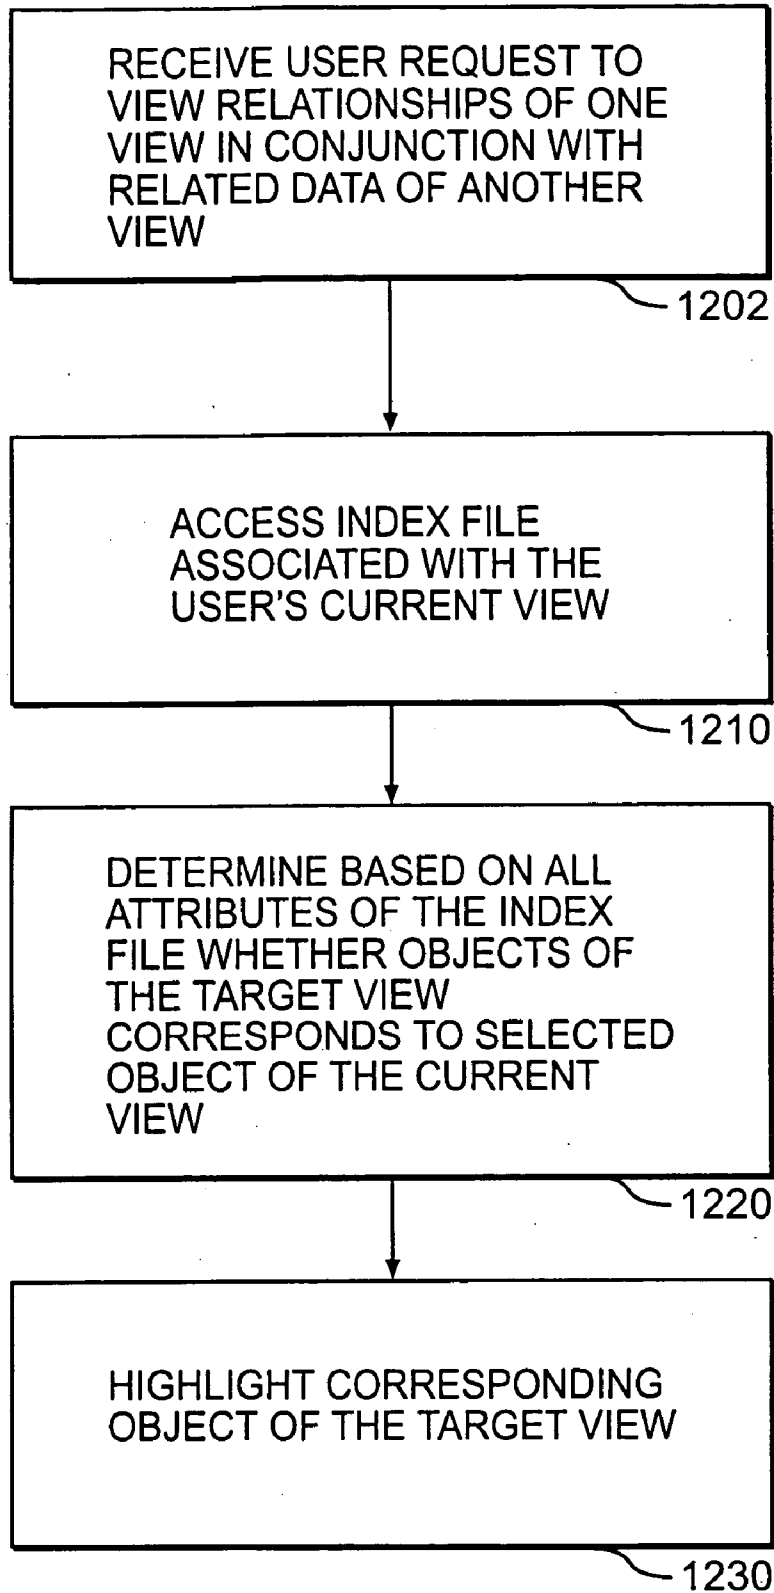 RECEIVE USER REQUEST TO
VIEW RELATIONSHIPS OF ONE
VIEW IN CONJUNCTION WITH
RELATED DATA OF ANOTHER
VIEW
1202
ACCESS INDEX FILE
ASSOCIATED WITH THE
USER'S CURRENT VIEW
1210
DETERMINE BASED ON ALL
ATTRIBUTES OF THE INDEX
FILE WHETHER OBJECTS OF
THE TARGET VIEW
CORRESPONDS TO SELECTED
OBJECT OF THE CURRENT
VIEW
1220
HIGHLIGHT CORRESPONDING
OBJECT OF THE TARGET VIEW
1230